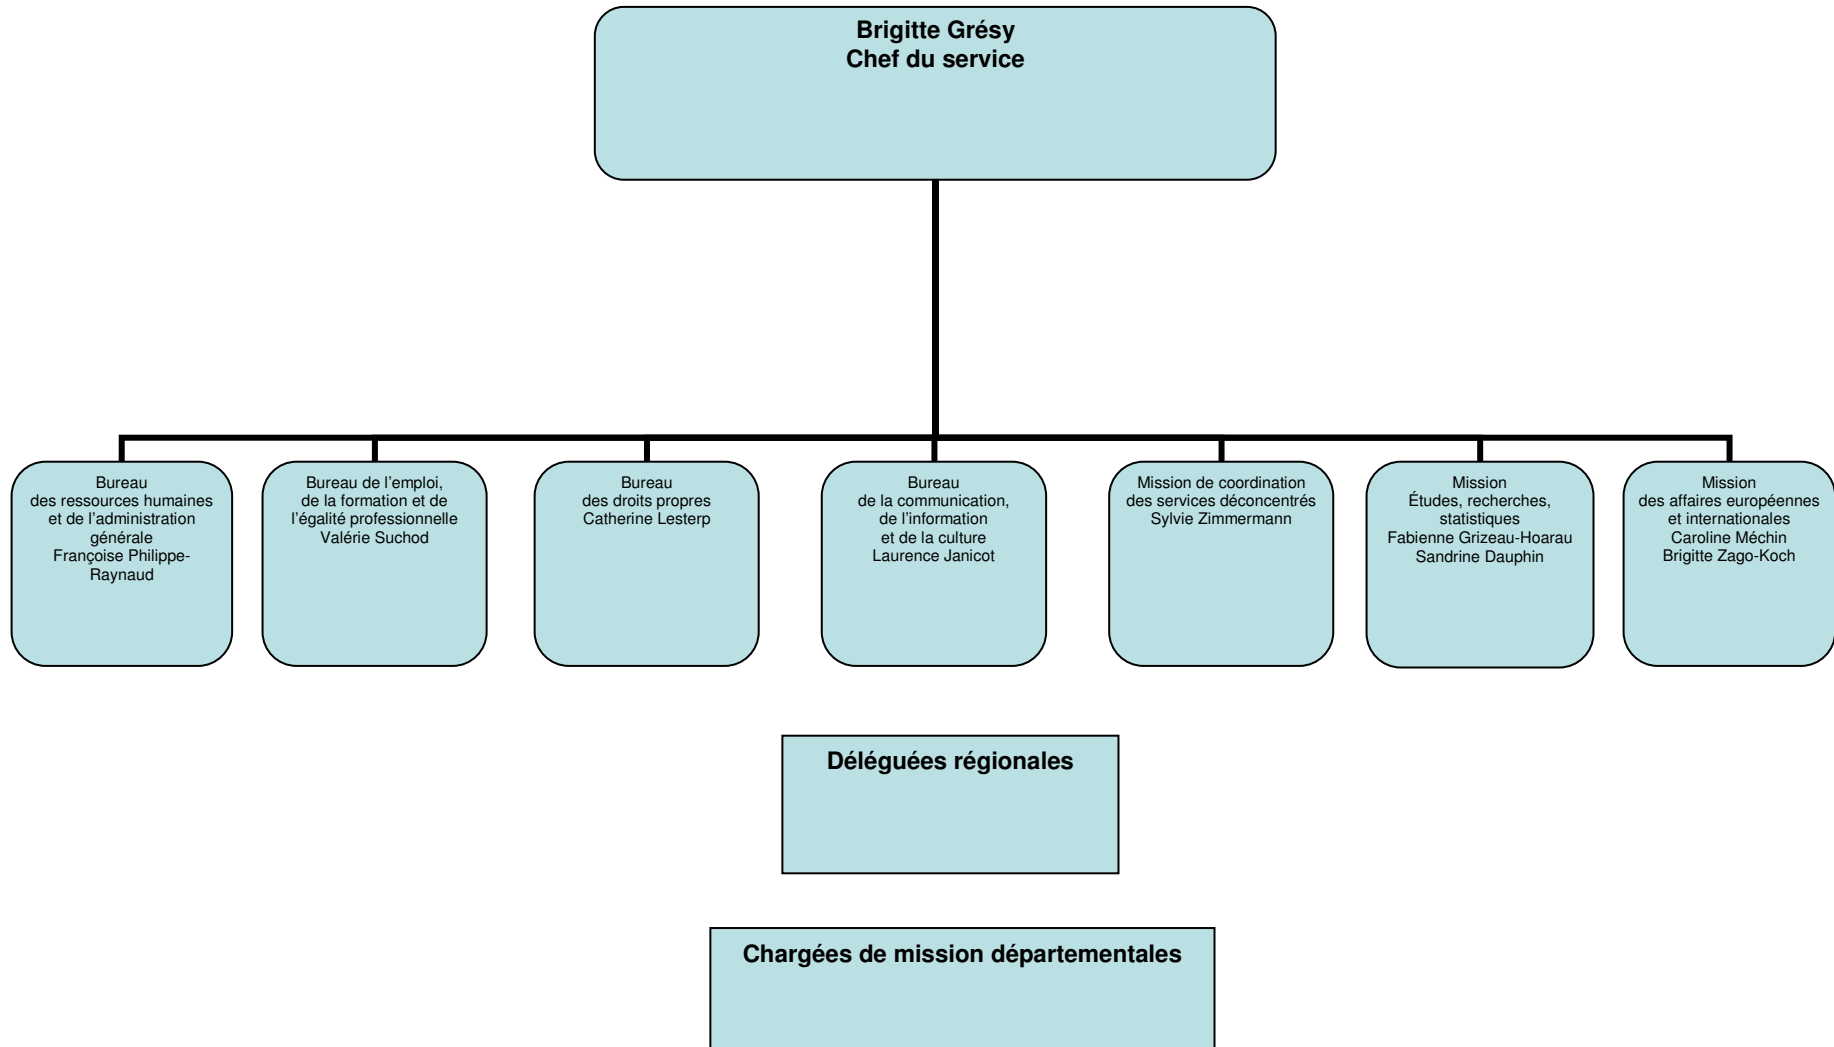 Brigitte Grésy
Chef du service
Bureau
des ressources humaines
et de l'administration
générale
Françoise Philippe-
Raynaud
Bureau de l'emploi,
de la formation et de
l'égalité professionnelle
Valérie Suchod
Bureau
des droits propres
Catherine Lesterp
Bureau
de la communication,
de l'information
et de la culture
Laurence Janicot
Mission de coordination
des services déconcentrés
Sylvie Zimmermann
Mission
Études, recherches,
statistiques
Fabienne Grizeau-Hoarau
Sandrine Dauphin
Mission
des affaires européennes
et internationales
Caroline Méchin
Brigitte Zago-Koch
Déléguées régionales
Chargées de mission départementales